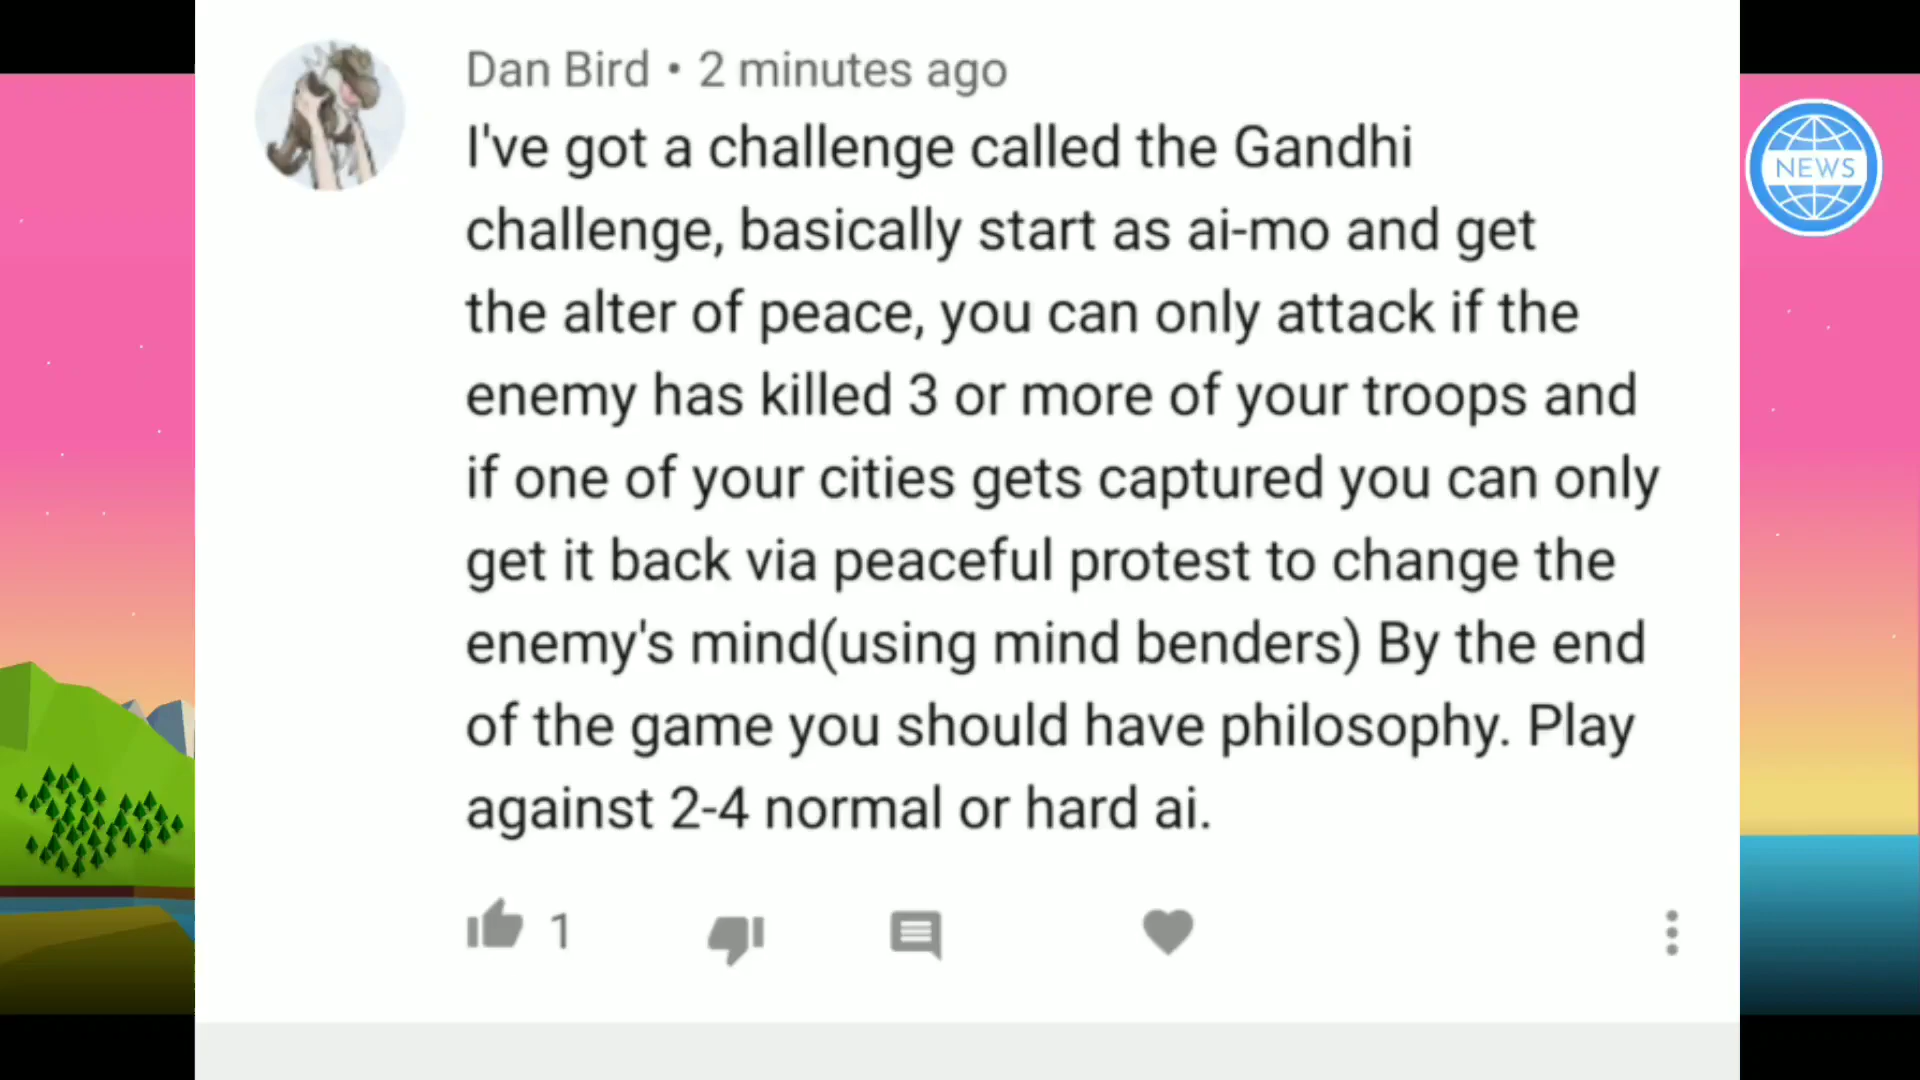 Dan Bird • 2 minutes ago
I've got a challenge called the Gandhi
challenge, basically start as ai-mo and get
the alter of peace, you can only attack if the
enemy has killed 3 or more of your troops and
if one of your cities gets captured you can only
get it back via peaceful protest to change the
enemy's mind(using mind benders) By the end
of the game you should have philosophy. Play
against 2-4 normal or hard ai.
1
NEWS